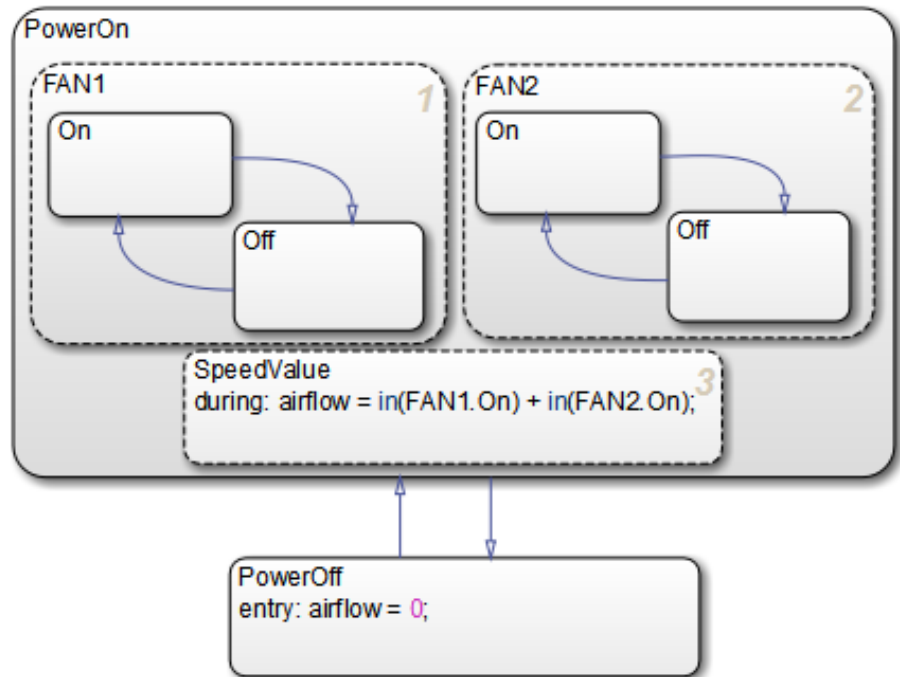 PowerOn
FAN1
1
On
Off
FAN2
2
On
Off
SpeedValue
3
during: airflow = in(FAN1.On) + in(FAN2.On);
PowerOff
entry: airflow = 0;